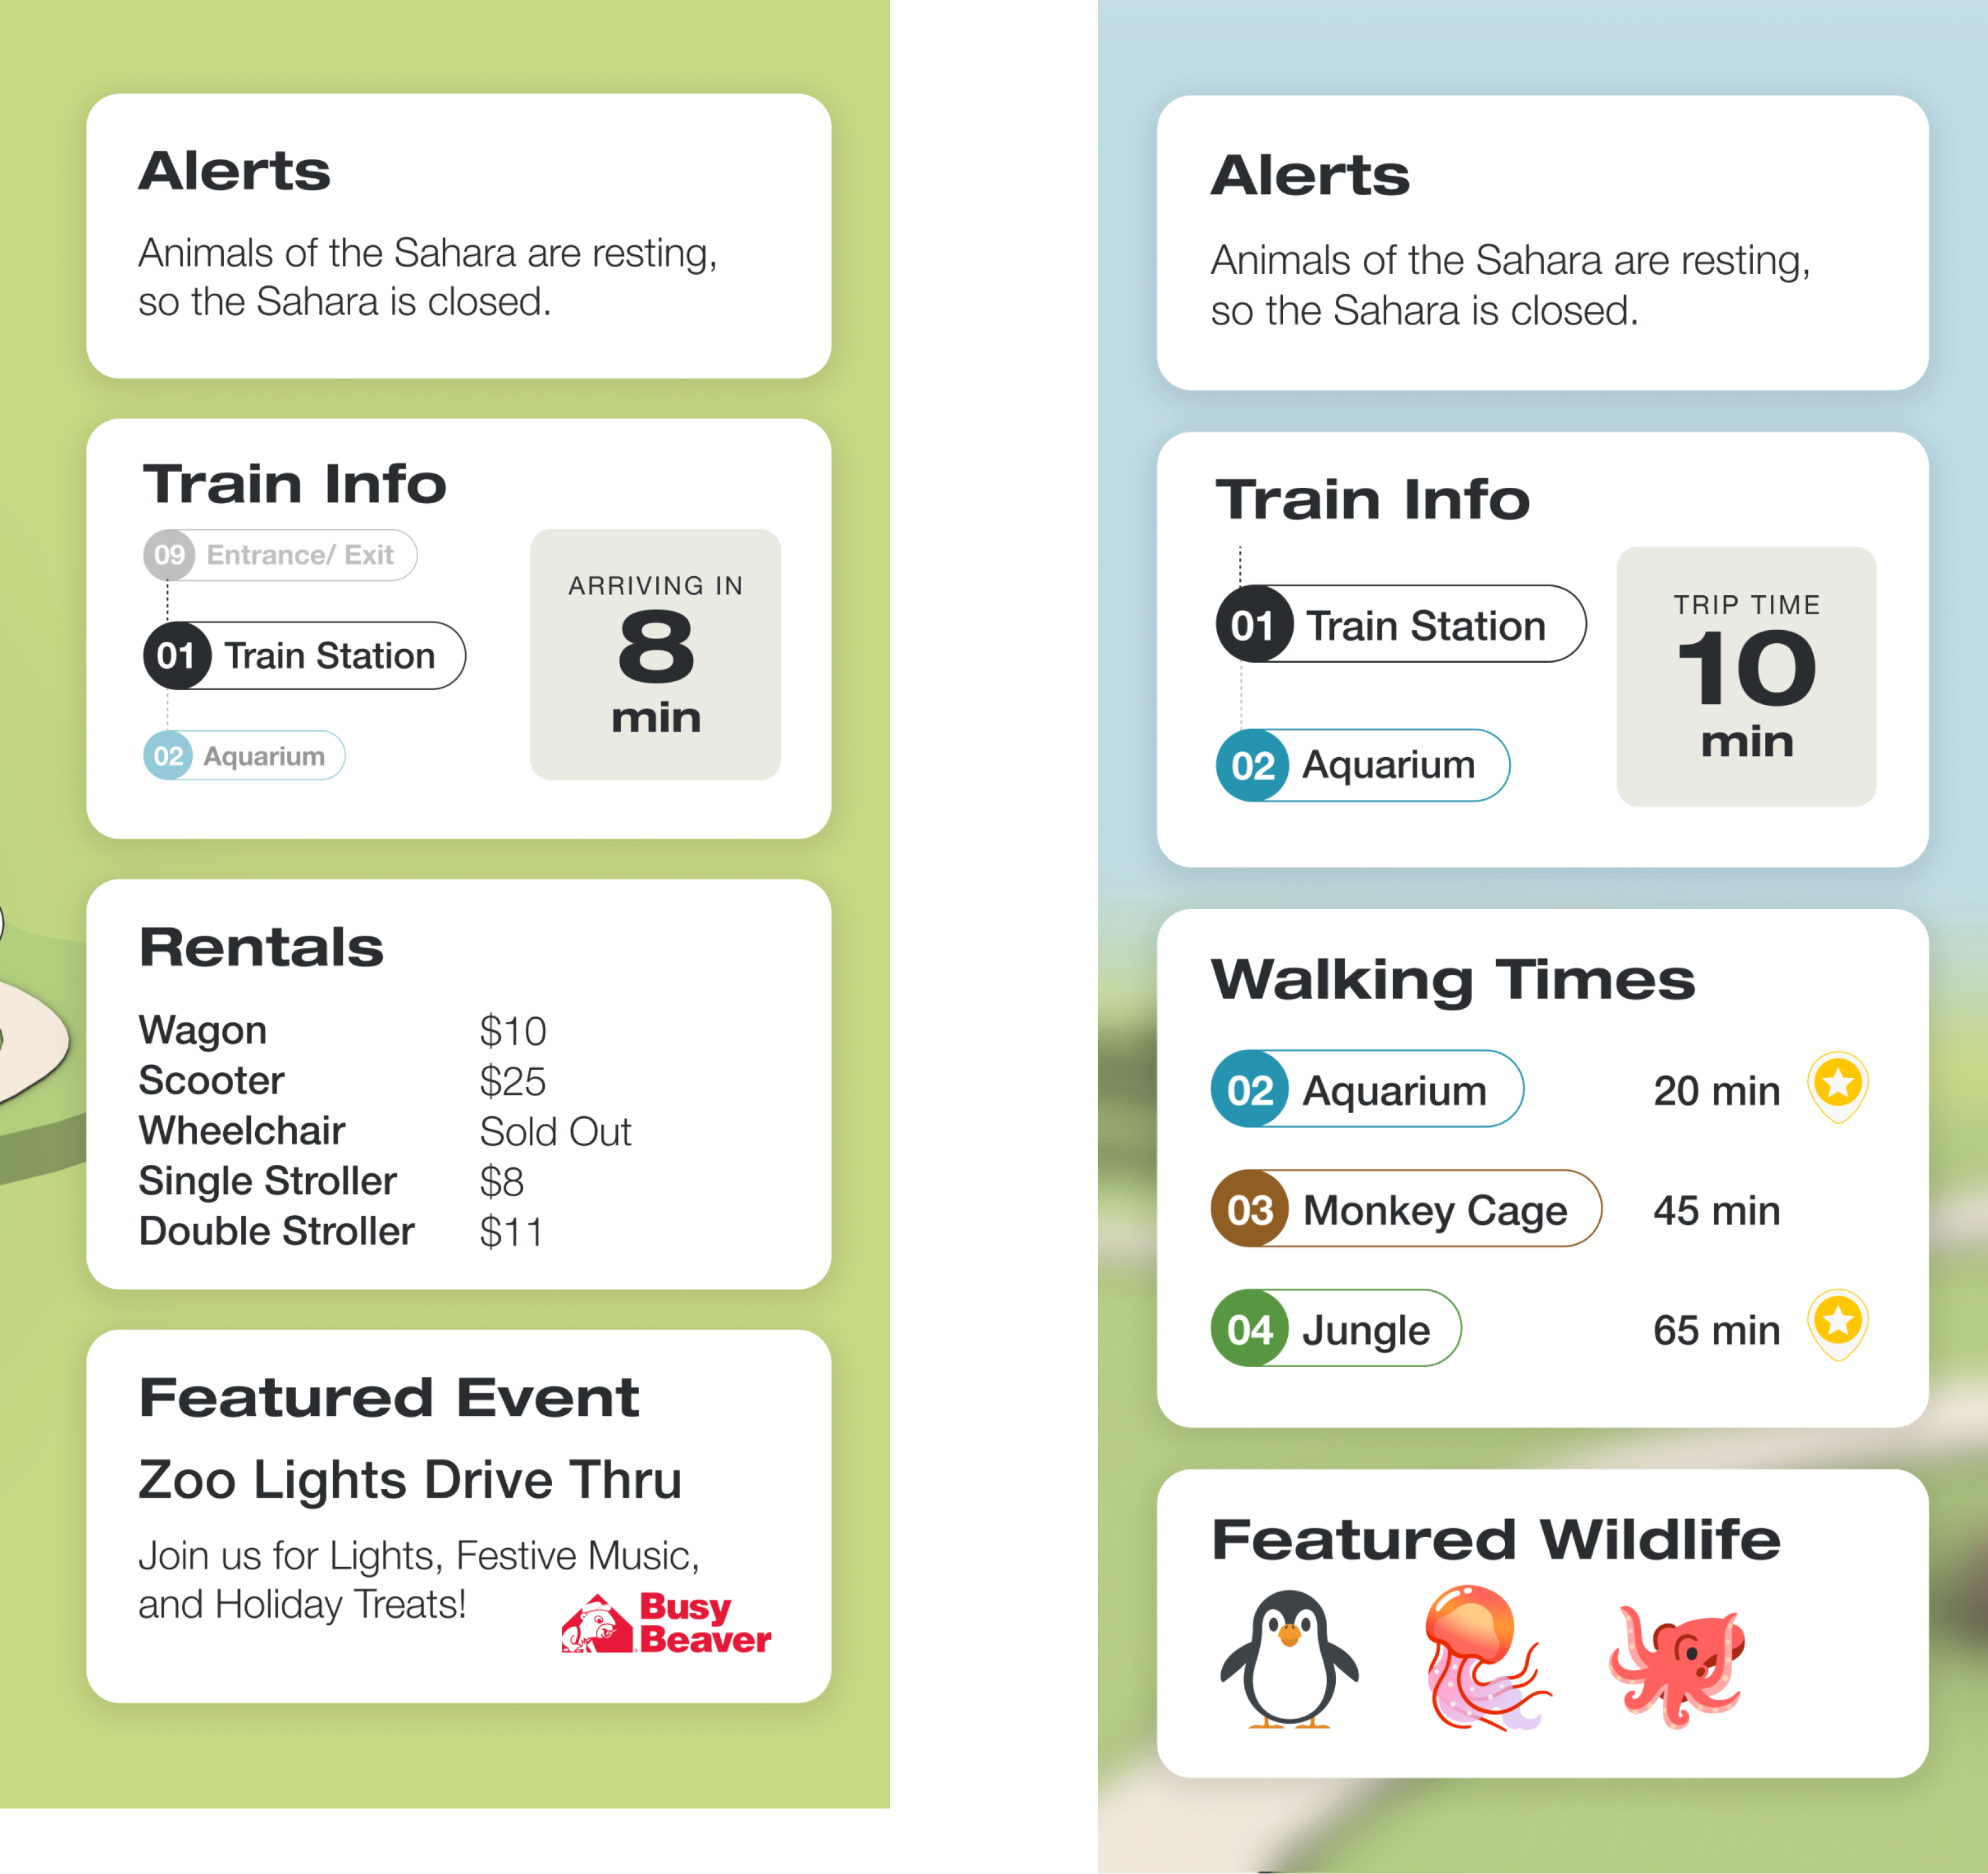 Alerts
Animals of the Sahara are resting,
so the Sahara is closed.
Train Info
09 Entrance/ Exit
01 Train Station
02 Aquarium
ARRIVING IN
8
min
Rentals
Wagon $10
Scooter $25
Wheelchair Sold Out
Single Stroller $8
Double Stroller $11
Featured Event
Zoo Lights Drive Thru
Join us for Lights, Festive Music,
and Holiday Treats!
Busy
Beaver
Alerts
Animals of the Sahara are resting,
so the Sahara is closed.
Train Info
01 Train Station
02 Aquarium
TRIP TIME
10
min
Walking Times
02 Aquarium 20 min
03 Monkey Cage 45 min
04 Jungle 65 min
Featured Wildlife